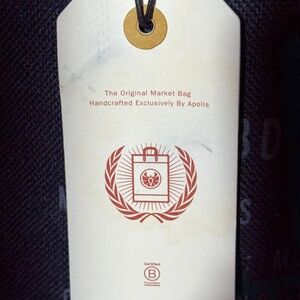 The Original Market Bag
Handcrafted Exclusively By Apolis
Certified
B